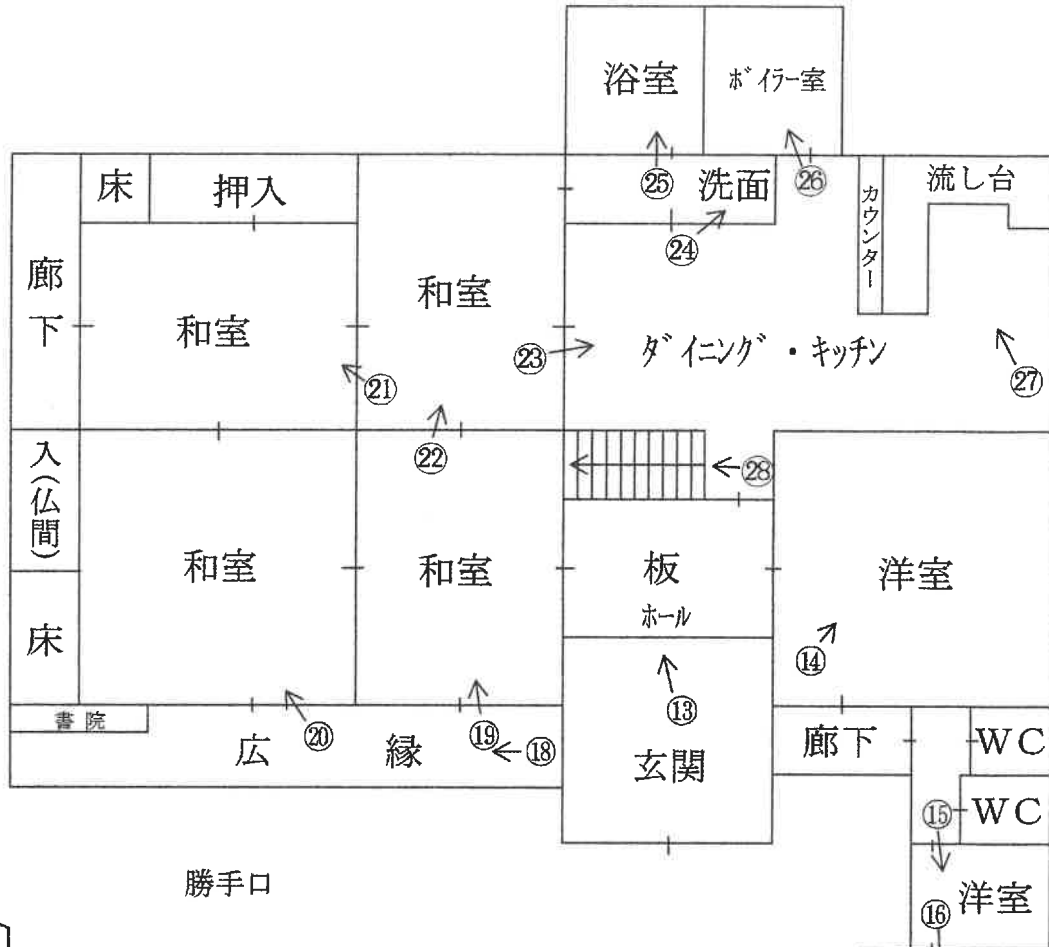 浴室
ボイラー室
床
押入
㉕
洗面
㉖
カウンター
流し台
廊下
㉔
和室
和室
㉓
ダイニング・キッチン
㉗
㉑
㉒
入(仏間)
㉘
和室
和室
板
ホール
洋室
床
⑭
⑬
書院
⑳
⑲
⑱
広縁
玄関
廊下
WC
WC
⑮
勝手口
⑯
洋室